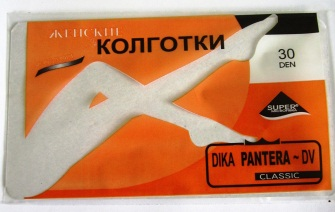 ЖЕНСКИЕ
КОЛГОТКИ
30
DEN
SUPER
DIKA PANTERA ~ DV
CLASSIC